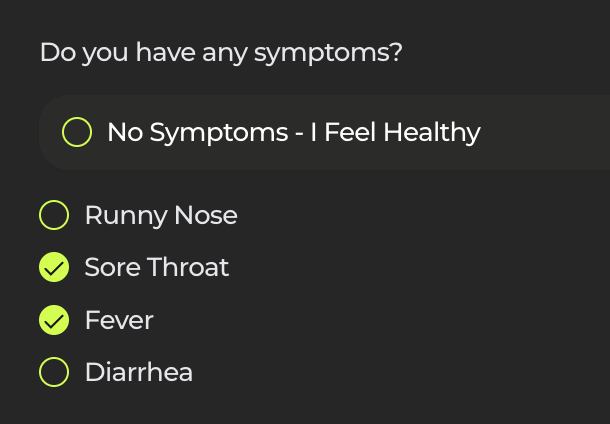 Do you have any symptoms?
No Symptoms - I Feel Healthy
Runny Nose
Sore Throat
Fever
Diarrhea